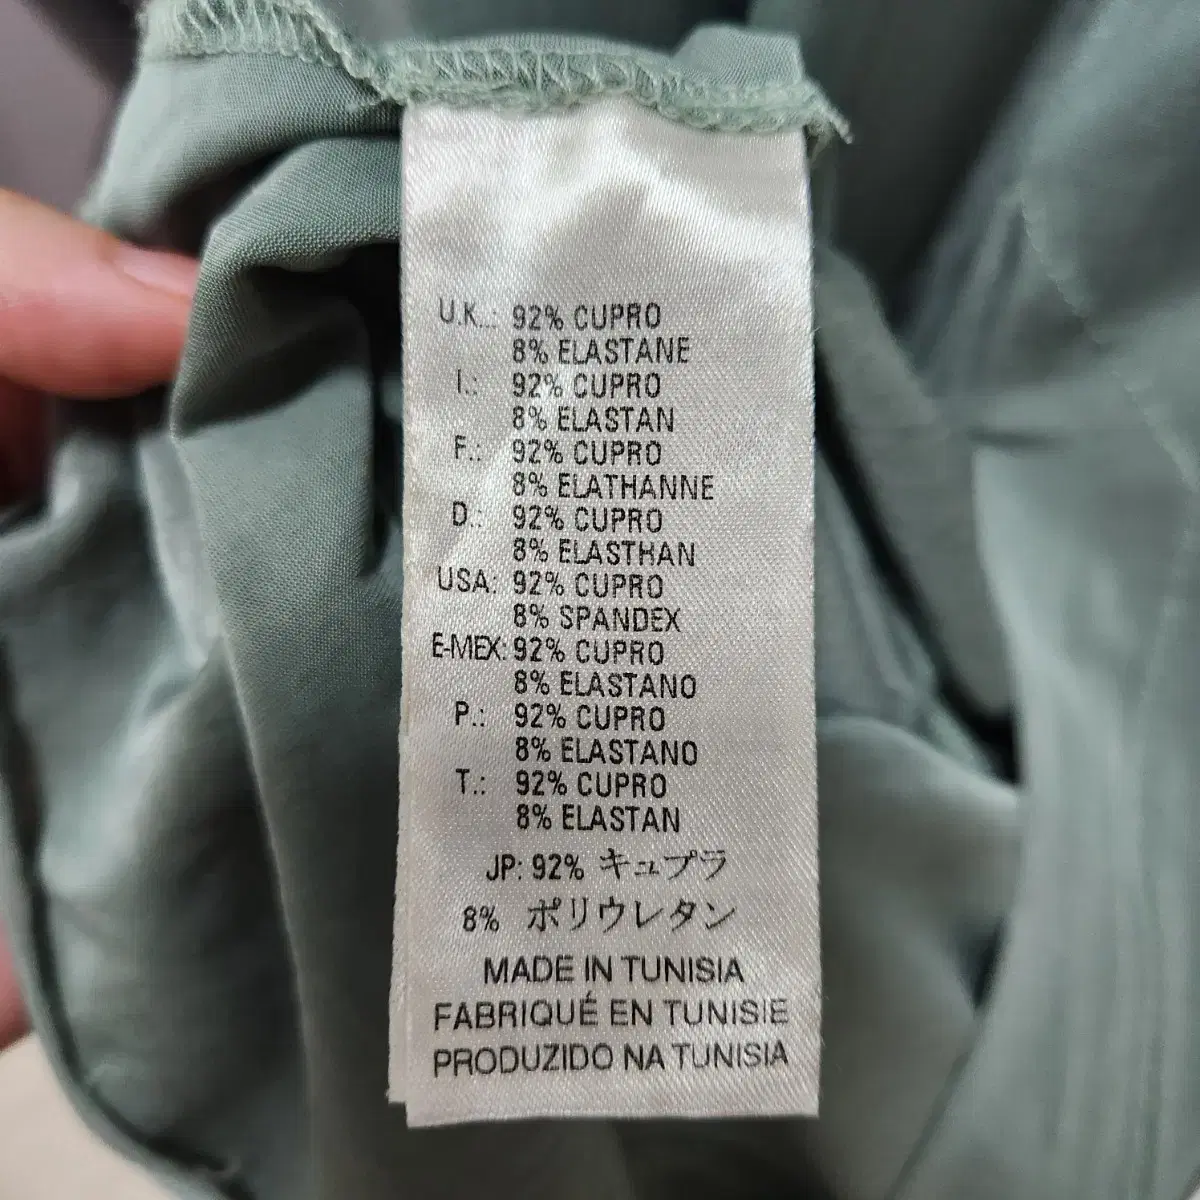 U.K.: 92% CUPRO
8% ELASTANE
I.: 92% CUPRO
8% ELASTAN
F.: 92% CUPRO
8% ELATHANNE
D.: 92% CUPRO
8% ELASTHAN
USA: 92% CUPRO
8% SPANDEX
E-MEX: 92% CUPRO
8% ELASTANO
P.: 92% CUPRO
8% ELASTANO
T.: 92% CUPRO
8% ELASTAN
JP: 92% キュプラ
8% ポリウレタン
MADE IN TUNISIA
FABRIQUÉ EN TUNISIE
PRODUZIDO NA TUNISIA